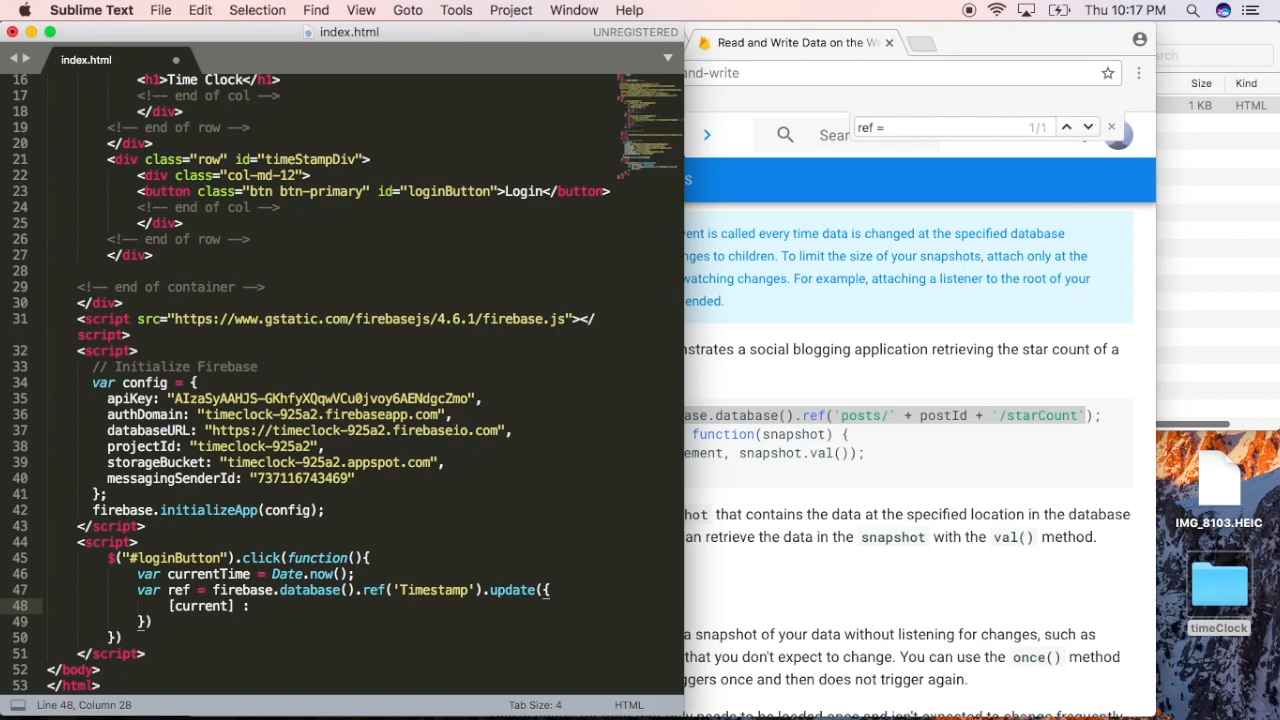 Sublime Text File Edit Selection Find View Goto Tools Project Window Help Thu 10:17 PM
index.html UNREGISTERED
index.html
16 <h1>Time Clock</h1>
17 <!-- end of col -->
18 </div>
19 <!-- end of row -->
20 </div>
21 <div class="row" id="timeStampDiv">
22 <div class="col-md-12">
23 <button class="btn btn-primary" id="loginButton">Login</button>
24 <!-- end of col -->
25 </div>
26 <!-- end of row -->
27 </div>
28
29 <!-- end of container -->
30 </div>
31 <script src="https://www.gstatic.com/firebasejs/4.6.1/firebase.js"></
script>
32 <script>
33 // Initialize Firebase
34 var config = {
35 apiKey: "AIzaSyAAHJS-GKhfyXQqwVCu0jvoy6AENdgcZmo",
36 authDomain: "timeclock-925a2.firebaseapp.com",
37 databaseURL: "https://timeclock-925a2.firebaseio.com",
38 projectId: "timeclock-925a2",
39 storageBucket: "timeclock-925a2.appspot.com",
40 messagingSenderId: "737116743469"
41 };
42 firebase.initializeApp(config);
43 </script>
44 <script>
45 $("#loginButton").click(function(){
46 var currentTime = Date.now();
47 var ref = firebase.database().ref('Timestamp').update({
48 [current] :
49 })
50 })
51 </script>
52 </body>
53 </html>
Line 48, Column 28 Tab Size: 4 HTML
Read and Write Data on the We
and-write
ref = 1/1
Sear
S
vent is called every time data is changed at the specified database
nges to children. To limit the size of your snapshots, attach only at the
watching changes. For example, attaching a listener to the root of your
ended.
nstrates a social blogging application retrieving the star count of a
ase.database().ref('posts/' + postId + '/starCount');
function(snapshot) {
ement, snapshot.val());
hot that contains the data at the specified location in the database
an retrieve the data in the snapshot with the val() method.
a snapshot of your data without listening for changes, such as
that you don't expect to change. You can use the once() method
ggers once and then does not trigger again.
arch
Size Kind
1 KB HTML
IMG_8103.HEIC
timeClock